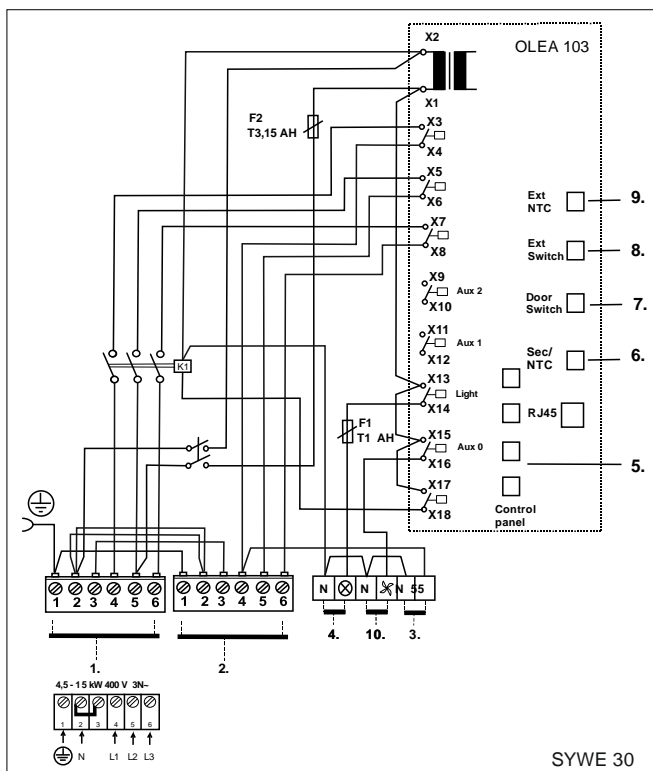 X2
OLEA 103
X1
F2
T3,15 AH
X3
X4
X5
X6
Ext
NTC
9.
X7
X8
Ext
Switch
8.
X9
Aux 2
X10
Door
Switch
7.
X11
Aux 1
X12
K1
Sec/
NTC
6.
X13
Light
X14
F1
T1 AH
RJ45
X15
Aux 0
X16
5.
X17
X18
Control
panel
1 2 3 4 5 6
1 2 3 4 5 6
N N N 55
4. 10. 3.
1. 2.
4,5 - 15 kW 400 V 3N~
1 2 3 4 5 6
N L1 L2 L3
SYWE 30